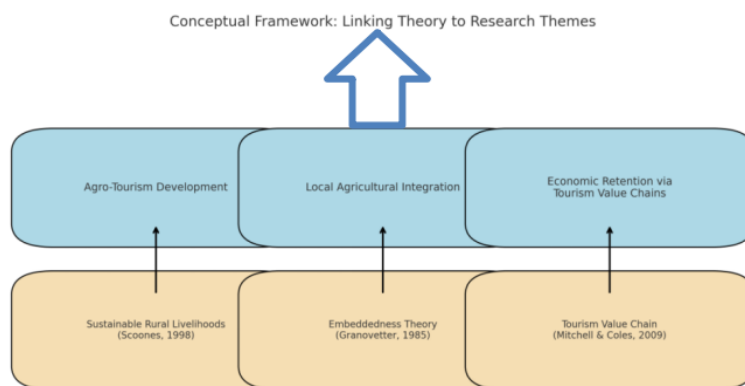 Conceptual Framework: Linking Theory to Research Themes
Agro-Tourism Development
Local Agricultural Integration
Economic Retention via
Tourism Value Chains
Sustainable Rural Livelihoods
(Scoones, 1998)
Embeddedness Theory
(Granovetter, 1985)
Tourism Value Chain
(Mitchell & Coles, 2009)